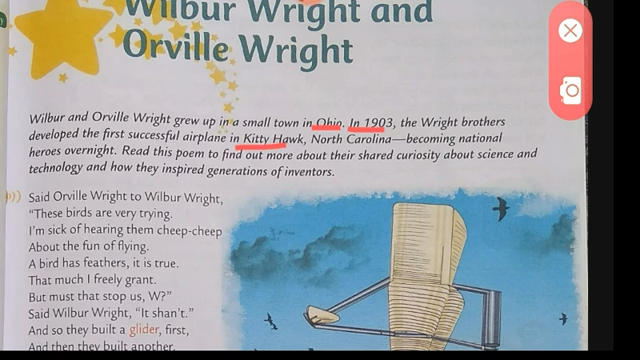 Wilbur Wright and
Orville Wright
Wilbur and Orville Wright grew up in a small town in Ohio. In 1903, the Wright brothers
developed the first successful airplane in Kitty Hawk, North Carolina—becoming national
heroes overnight. Read this poem to find out more about their shared curiosity about science and
technology and how they inspired generations of inventors.
Said Orville Wright to Wilbur Wright,
“These birds are very trying.
I’m sick of hearing them cheep-cheep
About the fun of flying.
A bird has feathers, it is true.
That much I freely grant.
But must that stop us, W?”
Said Wilbur Wright, “It shan’t.”
And so they built a glider, first,
And then they built another.